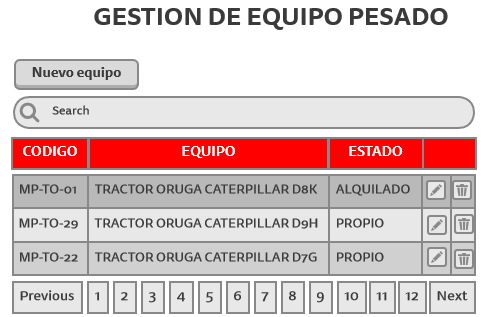 GESTION DE EQUIPO PESADO
Nuevo equipo
Search
CODIGO EQUIPO ESTADO
MP-TO-01 TRACTOR ORUGA CATERPILLAR D8K ALQUILADO
MP-TO-29 TRACTOR ORUGA CATERPILLAR D9H PROPIO
MP-TO-22 TRACTOR ORUGA CATERPILLAR D7G PROPIO
Previous 1 2 3 4 5 6 7 8 9 10 11 12 Next